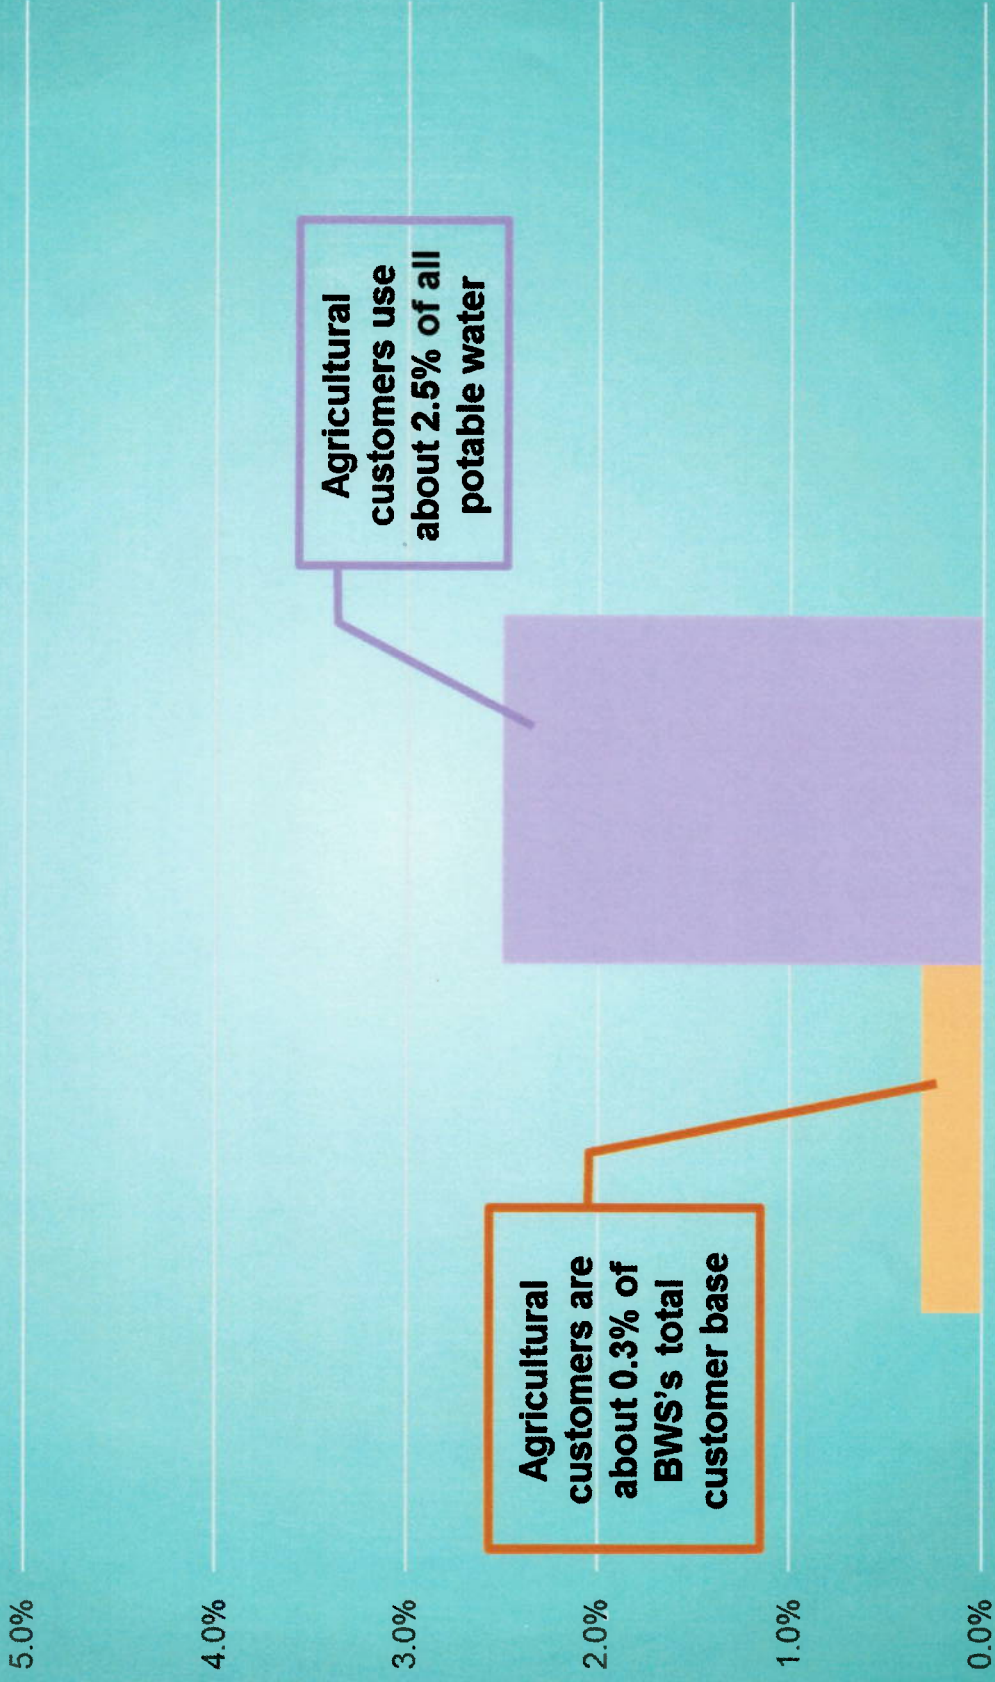 5.0%
4.0%
3.0%
2.0%
1.0%
0.0%
Agricultural
customers are
about 0.3% of
BWS's total
customer base
Agricultural
customers use
about 2.5% of all
potable water